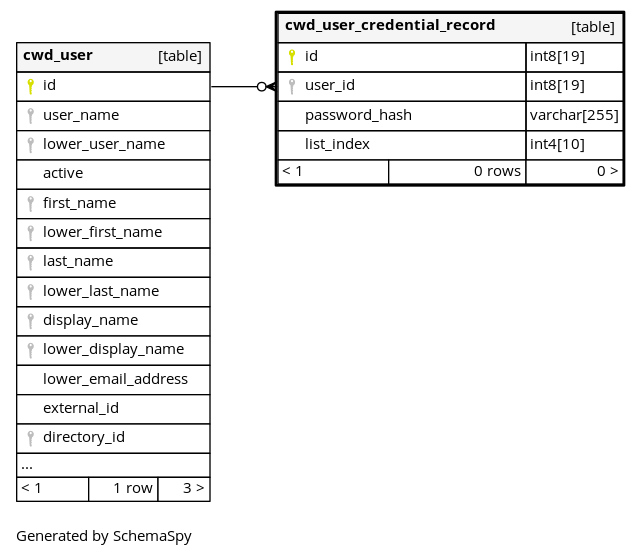 cwd_user [table]
id
user_name
lower_user_name
active
first_name
lower_first_name
last_name
lower_last_name
display_name
lower_display_name
lower_email_address
external_id
directory_id
...
< 1 1 row 3 >
cwd_user_credential_record [table]
id int8[19]
user_id int8[19]
password_hash varchar[255]
list_index int4[10]
< 1 0 rows 0 >
Generated by SchemaSpy